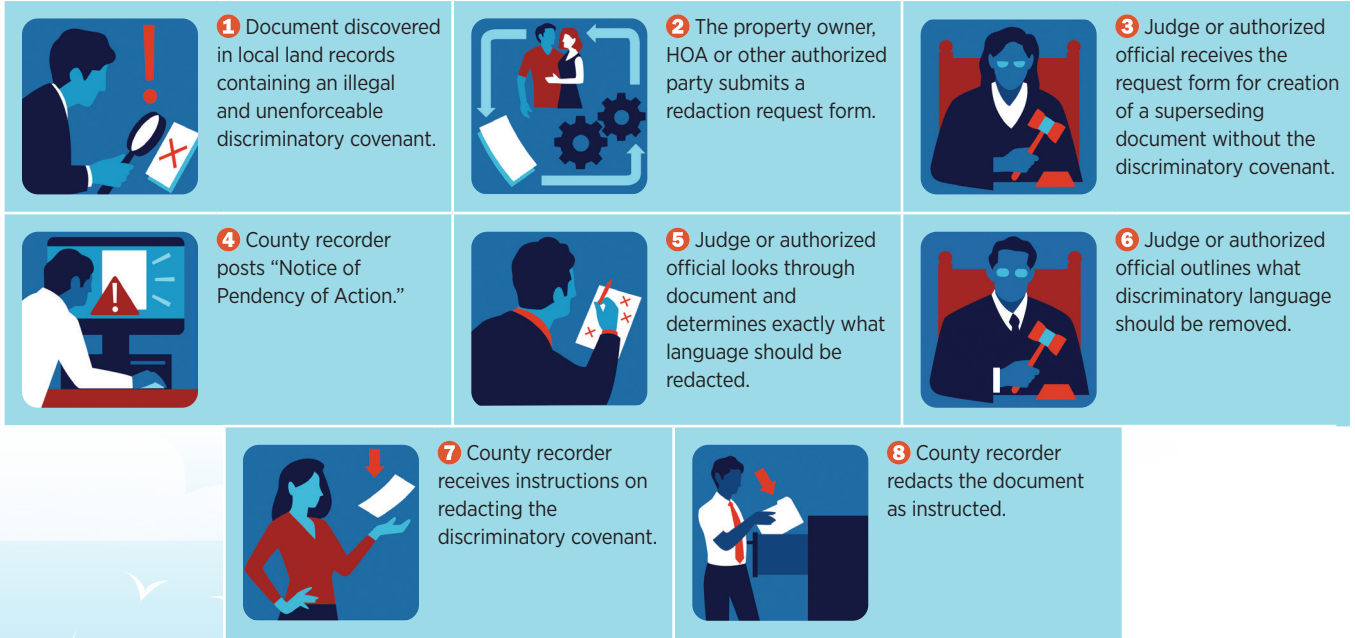 1 Document discovered
in local land records
containing an illegal
and unenforceable
discriminatory covenant.
2 The property owner,
HOA or other authorized
party submits a
redaction request form.
3 Judge or authorized
official receives the
request form for creation
of a superseding
document without the
discriminatory covenant.
4 County recorder
posts “Notice of
Pendency of Action.”
5 Judge or authorized
official looks through
document and
determines exactly what
language should be
redacted.
6 Judge or authorized
official outlines what
discriminatory language
should be removed.
7 County recorder
receives instructions on
redacting the
discriminatory covenant.
8 County recorder
redacts the document
as instructed.